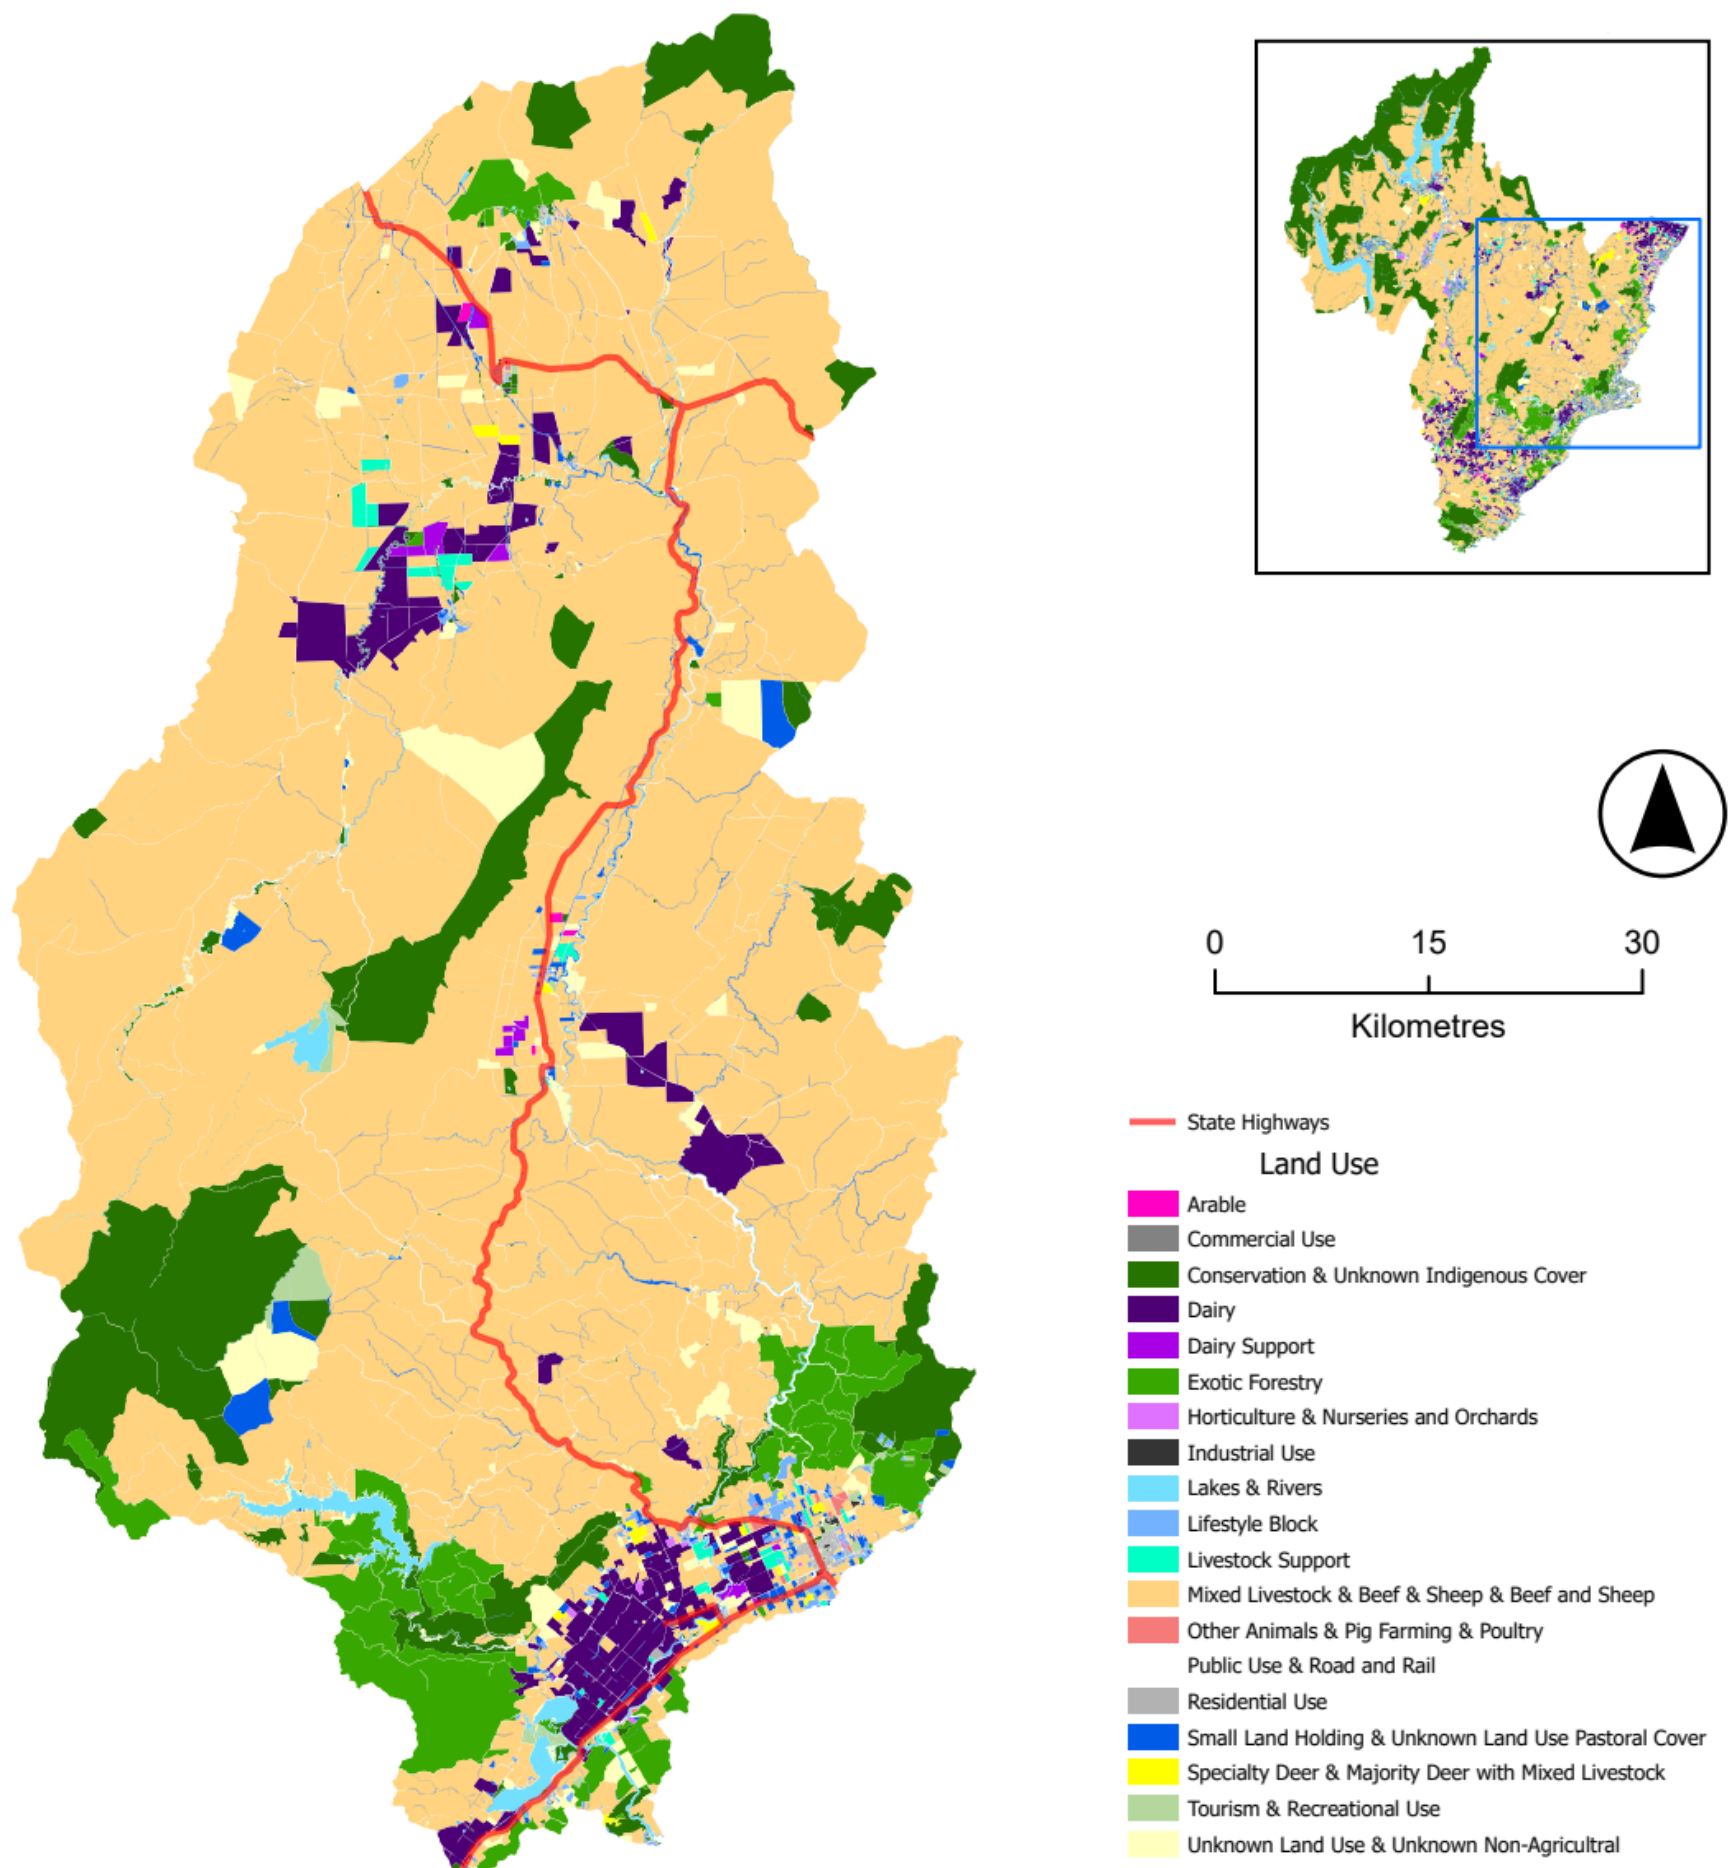 0 15 30
Kilometres
State Highways
Land Use
Arable
Commercial Use
Conservation & Unknown Indigenous Cover
Dairy
Dairy Support
Exotic Forestry
Horticulture & Nurseries and Orchards
Industrial Use
Lakes & Rivers
Lifestyle Block
Livestock Support
Mixed Livestock & Beef & Sheep & Beef and Sheep
Other Animals & Pig Farming & Poultry
Public Use & Road and Rail
Residential Use
Small Land Holding & Unknown Land Use Pastoral Cover
Specialty Deer & Majority Deer with Mixed Livestock
Tourism & Recreational Use
Unknown Land Use & Unknown Non-Agricultral